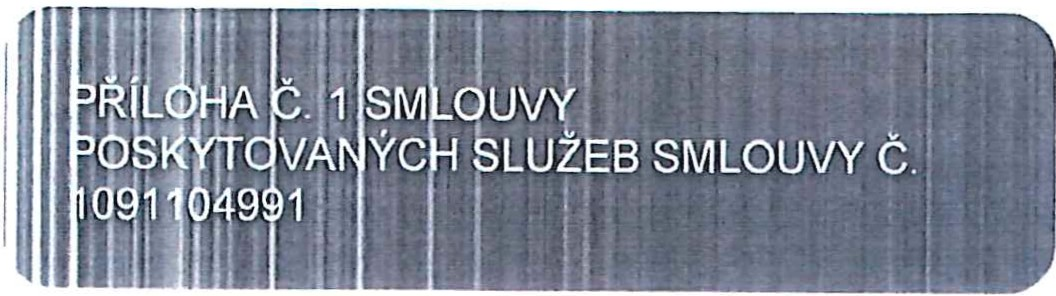 PŘÍLOHA Č. 1 SMLOUVY
POSKYTOVANÝCH SLUŽEB SMLOUVY Č.
1091104991